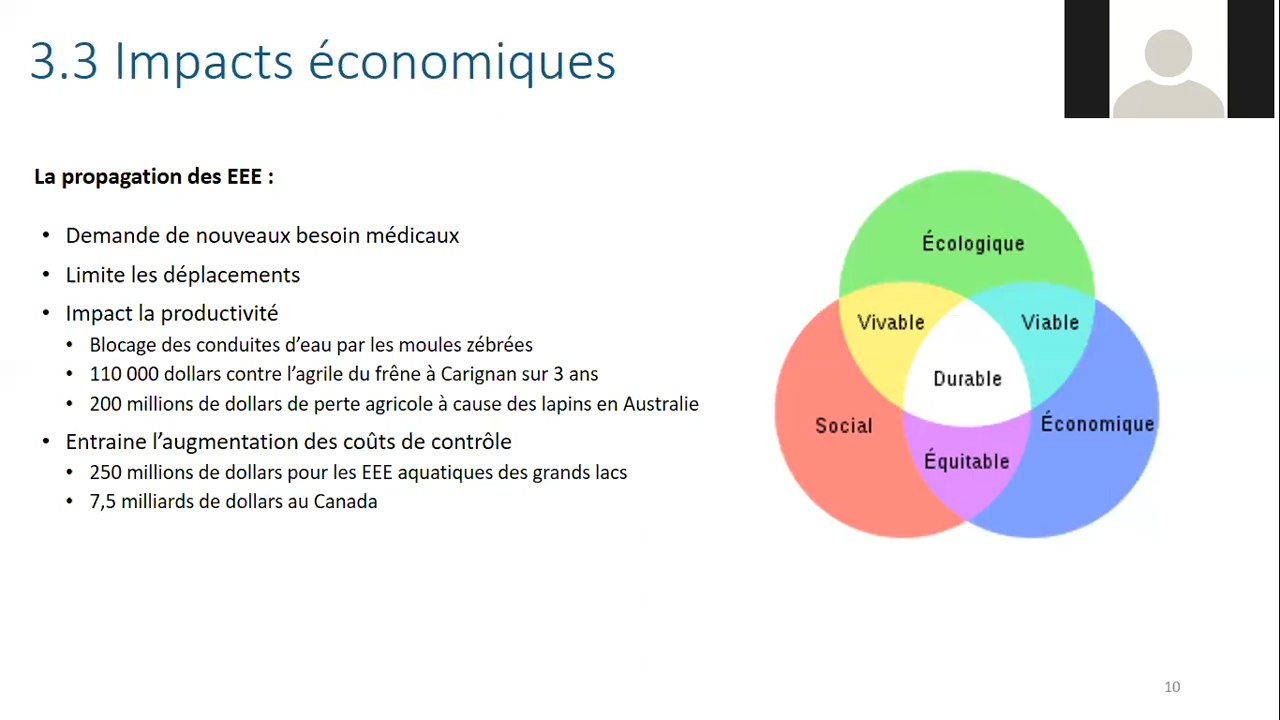 3.3 Impacts économiques
La propagation des EEE :
• Demande de nouveaux besoin médicaux
• Limite les déplacements
• Impact la productivité
• Blocage des conduites d’eau par les moules zébrées
• 110 000 dollars contre l’agrile du frêne à Carignan sur 3 ans
• 200 millions de dollars de perte agricole à cause des lapins en Australie
• Entraine l’augmentation des coûts de contrôle
• 250 millions de dollars pour les EEE aquatiques des grands lacs
• 7,5 milliards de dollars au Canada
Écologique
Vivable
Viable
Durable
Social
Économique
Équitable
10